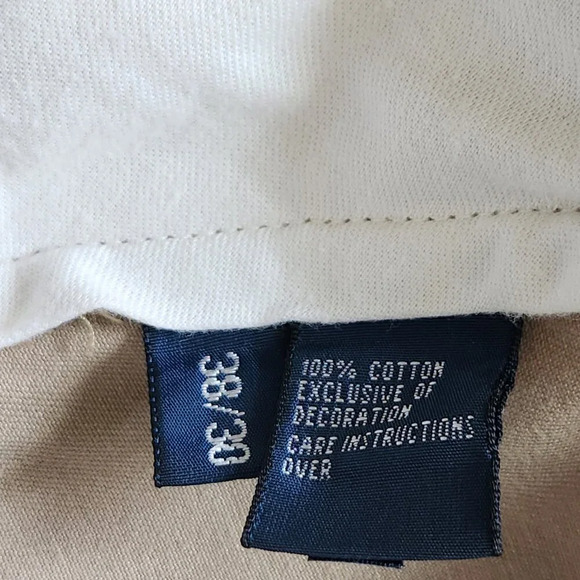 38/30
100% COTTON
EXCLUSIVE OF
DECORATION
CARE INSTRUCTIONS
OVER